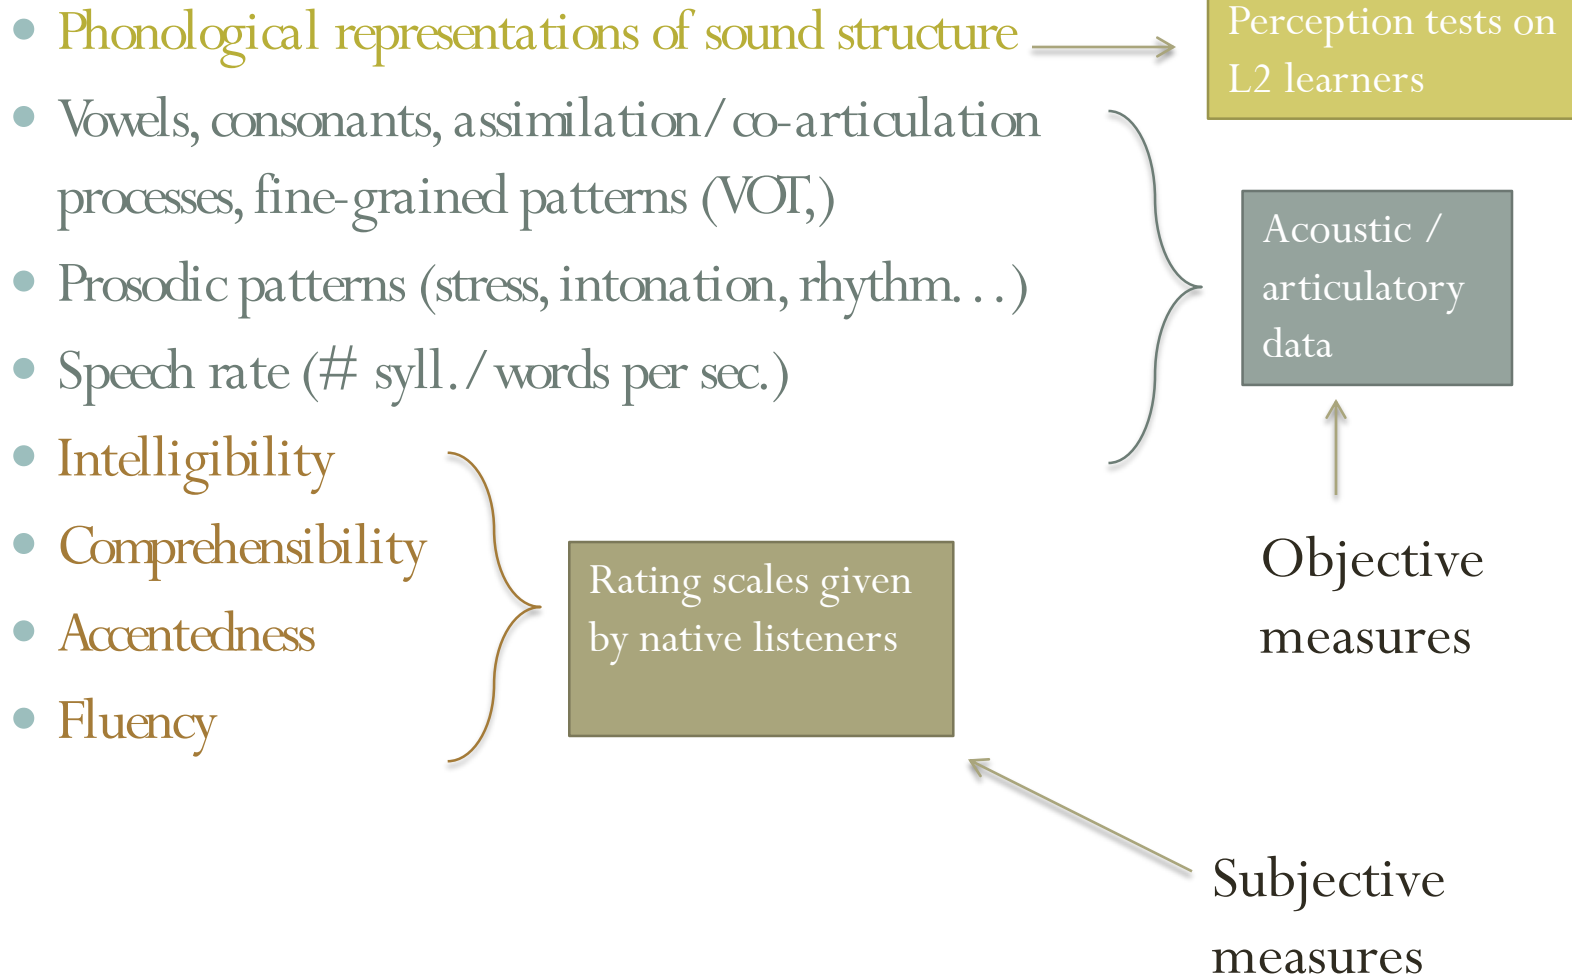 Phonological representations of sound structure
Perception tests on
L2 learners
Vowels, consonants, assimilation/co-articulation
processes, fine-grained patterns (VOT,)
Prosodic patterns (stress, intonation, rhythm…)
Speech rate (# syll./words per sec.)
Acoustic /
articulatory
data
Intelligibility
Comprehensibility
Accentedness
Fluency
Rating scales given
by native listeners
Objective
measures
Subjective
measures